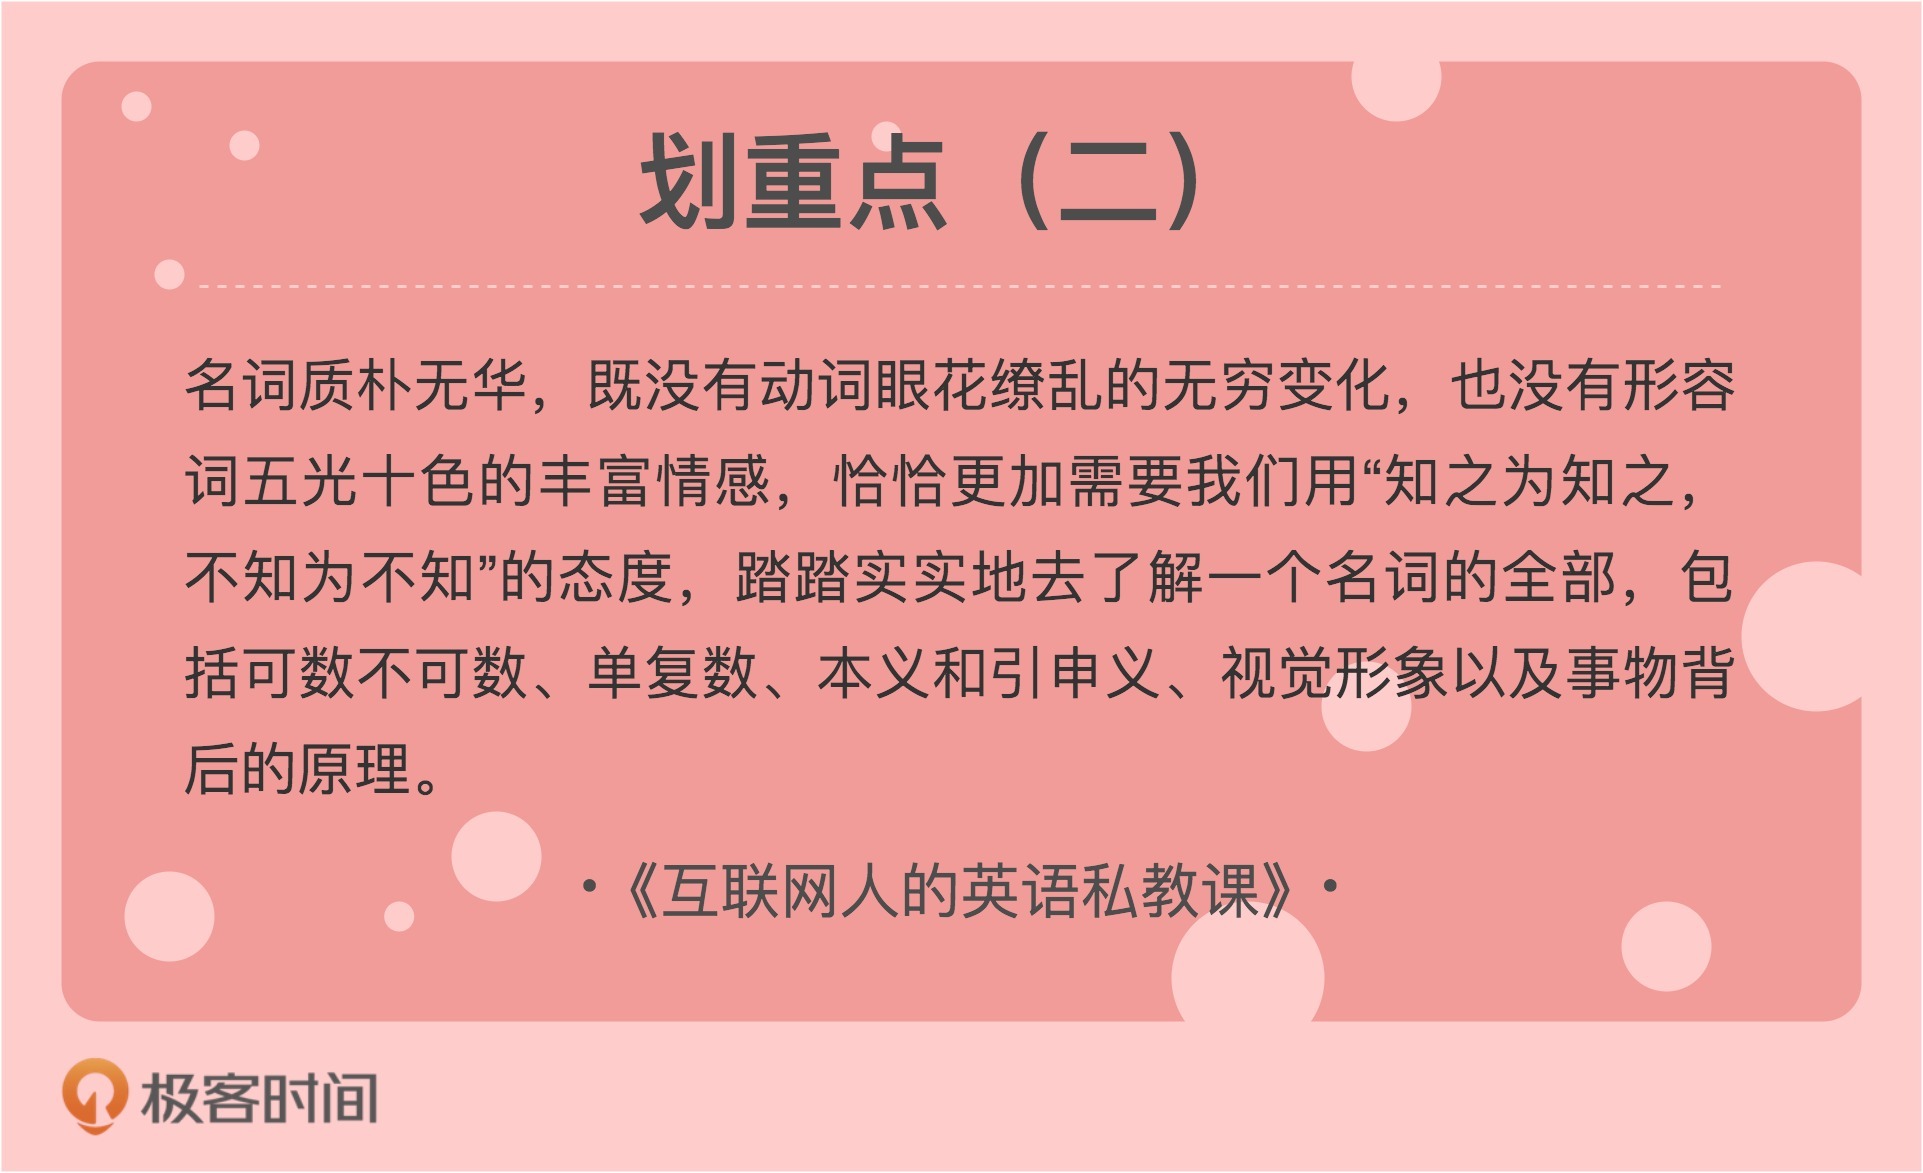 划重点（二）
名词质朴无华，既没有动词眼花缭乱的无穷变化，也没有形容
词五光十色的丰富情感，恰恰更加需要我们用“知之为知之，
不知为不知”的态度，踏踏实实地去了解一个名词的全部，包
括可数不可数、单复数、本义和引申义、视觉形象以及事物背
后的原理。
·《互联网人的英语私教课》·
极客时间